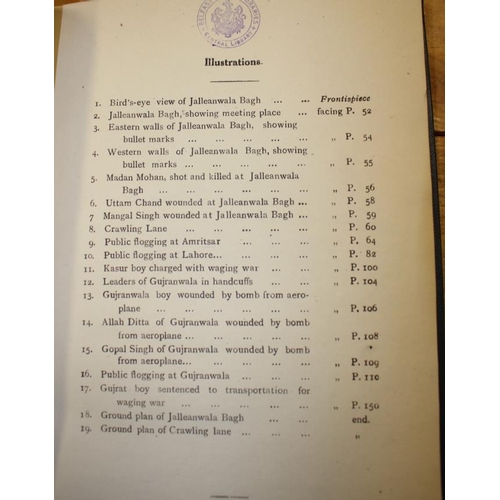 CENTRAL LIBRARY
Illustrations.
1. Bird's-eye view of Jalleanwala Bagh ... ... Frontispiece
2. Jalleanwala Bagh, showing meeting place ... facing P. 52
3. Eastern walls of Jalleanwala Bagh, showing
bullet marks ... ... ... ... „ P. 54
4. Western walls of Jalleanwala Bagh, showing
bullet marks ... ... ... ... „ P. 55
5. Madan Mohan, shot and killed at Jalleanwala
Bagh ... ... ... ... ... „ P. 56
6. Uttam Chand wounded at Jalleanwala Bagh ... „ P. 58
7 Mangal Singh wounded at Jalleanwala Bagh ... „ P. 59
8. Crawling Lane ... ... ... ... „ P. 60
9. Public flogging at Amritsar ... ... „ P. 64
10. Public flogging at Lahore... ... ... „ P. 82
11. Kasur boy charged with waging war ... ... „ P. 100
12. Leaders of Gujranwala in handcuffs ... ... „ P. 104
13. Gujranwala boy wounded by bomb from aero-
plane ... ... ... ... ... „ P. 106
14. Allah Ditta of Gujranwala wounded by bomb
from aeroplane ... ... ... ... „ P. 108
15. Gopal Singh of Gujranwala wounded by bomb
from aeroplane... ... ... ... „ P. 109
16. Public flogging at Gujranwala ... ... „ P. 110
17. Gujrat boy sentenced to transportation for
waging war ... ... ... ... „ P. 150
18. Ground plan of Jalleanwala Bagh ... ... end.
19. Ground plan of Crawling lane ... ... „